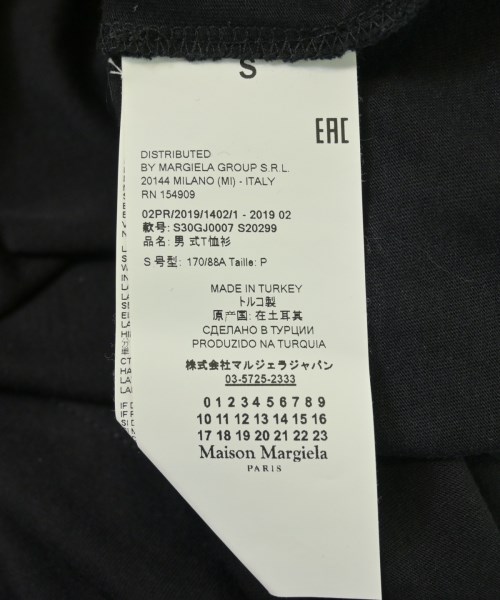 S
EAC
DISTRIBUTED
BY MARGIELA GROUP S.R.L.
20144 MILANO (MI) - ITALY
RN 154909
02PR/2019/1402/1 - 2019 02
款号: S30GJ0007 S20299
品名: 男 式T恤衫
S 号型: 170/88A Taille: P
MADE IN TURKEY
トルコ製
原产国: 在土耳其
СДЕЛАНО В ТУРЦИИ
PRODUZIDO NA TURQUIA
株式会社マルジェラジャパン
03-5725-2333
0 1 2 3 4 5 6 7 8 9
10 11 12 13 14 15 16
17 18 19 20 21 22 23
Maison Margiela
PARIS